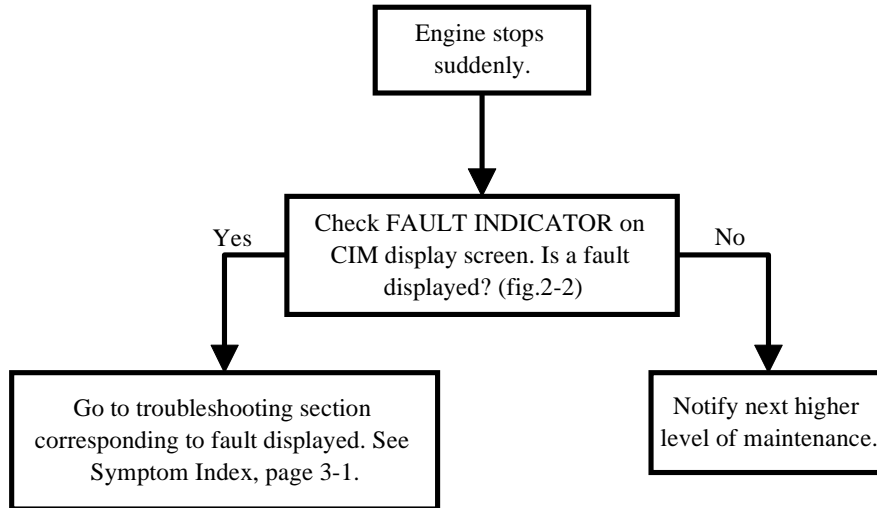 Engine stops
suddenly.
Check FAULT INDICATOR on
CIM display screen. Is a fault
displayed? (fig.2-2)
Yes
No
Go to troubleshooting section
corresponding to fault displayed. See
Symptom Index, page 3-1.
Notify next higher
level of maintenance.